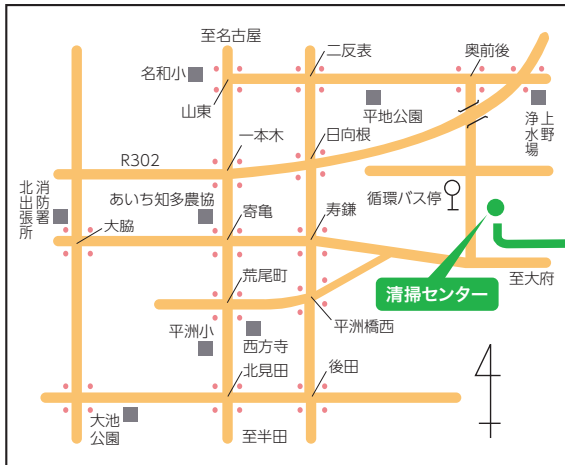 至名古屋
二反表
奥前後
名和小
山東
平地公園
上野
浄水場
一本木
日向根
R302
あいち知多農協
循環バス停
消防署
北出張所
大脇
寄亀
寿鎌
至大府
清掃センター
荒尾町
平洲小
西方寺
平洲橋西
北見田
後田
大池
公園
至半田